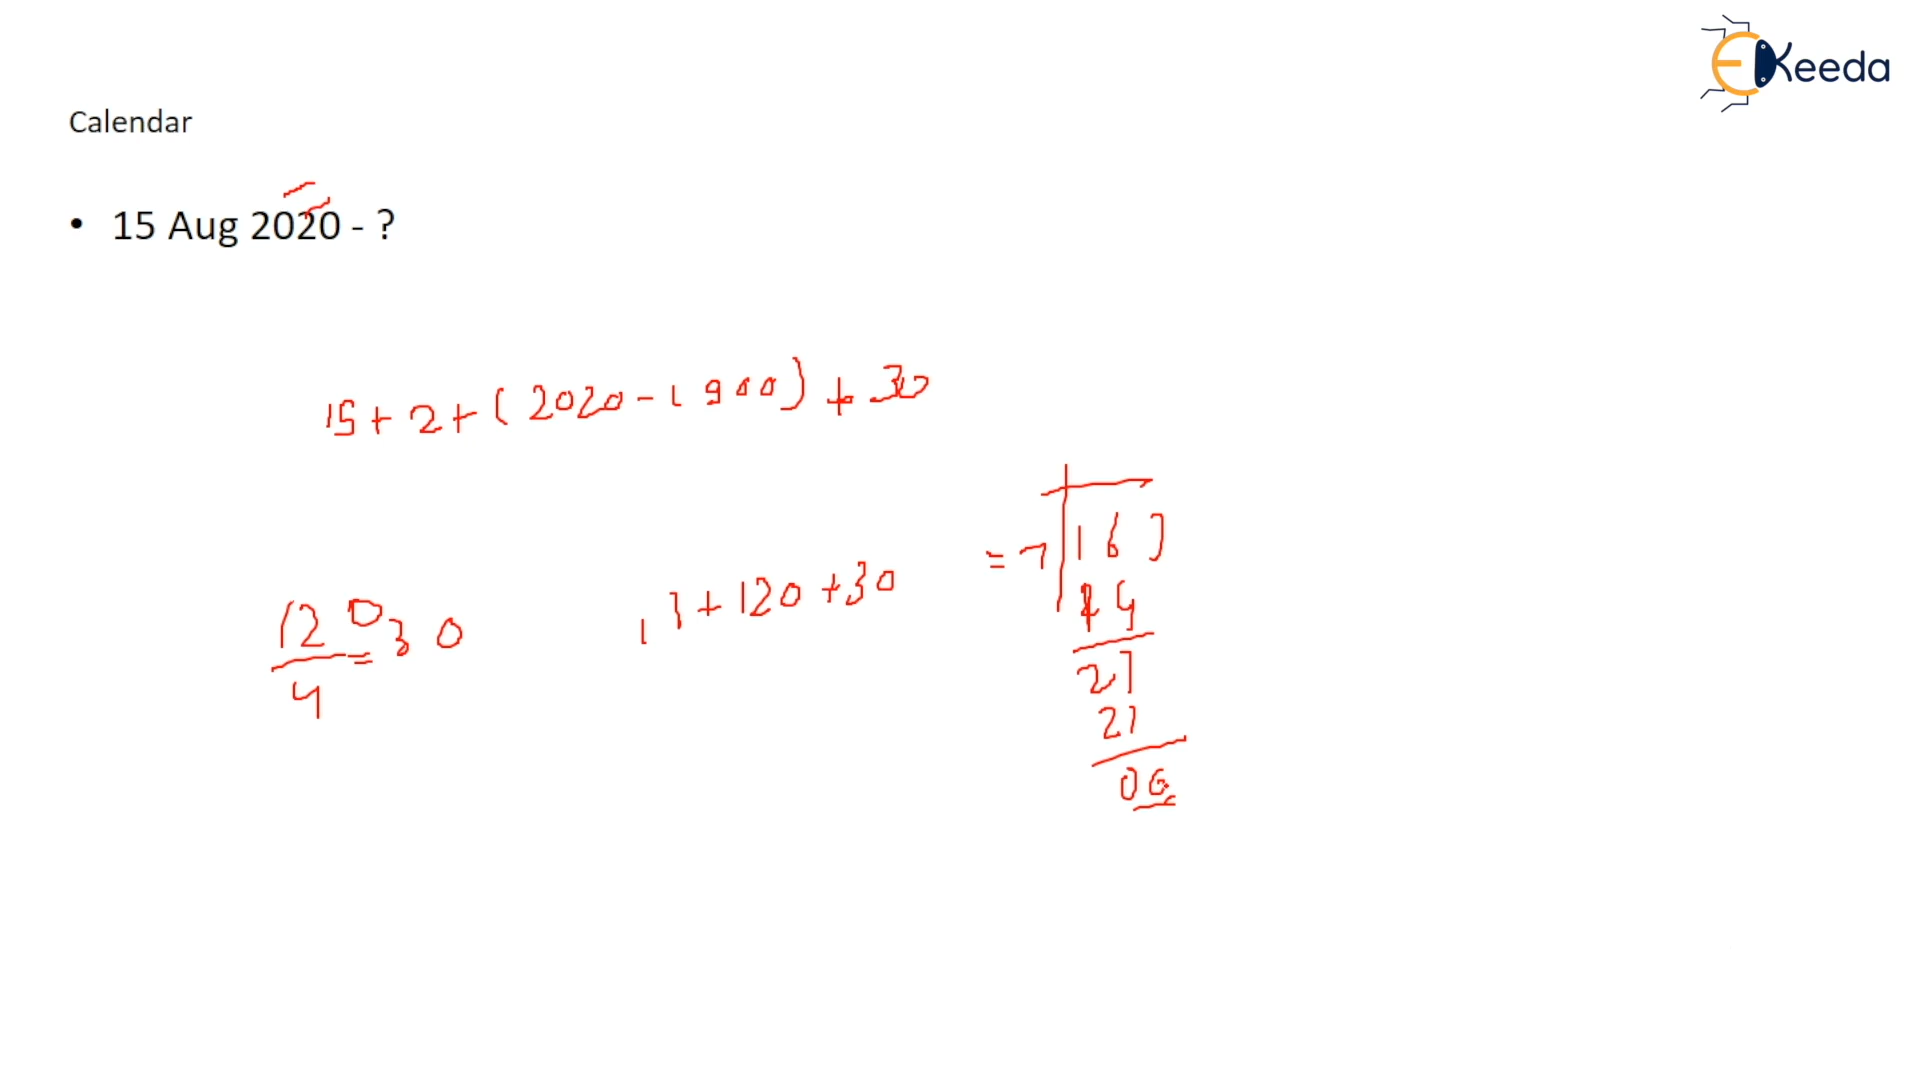 Keeda
Calendar
• 15 Aug 2020 - ?
15 + 2 + ( 2020 - 1900 ) + 30
120/4 = 30
17 + 120 + 30
= 7 | 167
14
27
21
06